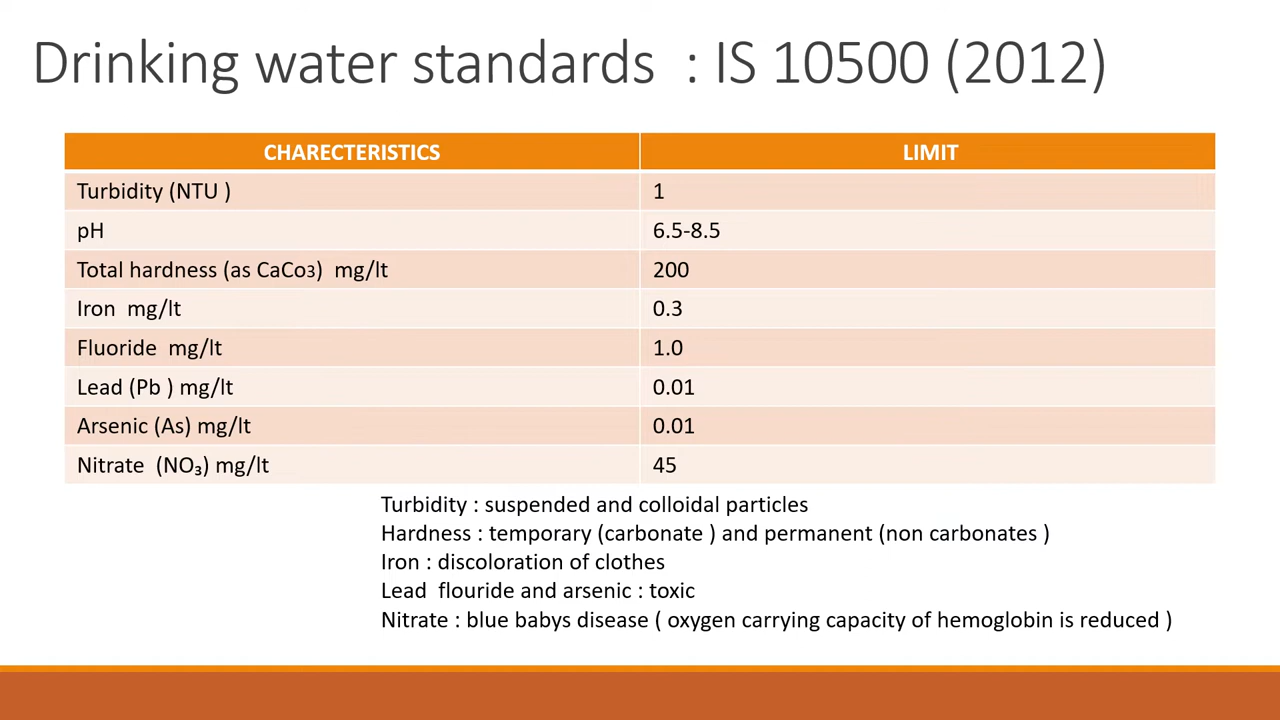 Drinking water standards : IS 10500 (2012)
CHARECTERISTICS LIMIT
Turbidity (NTU ) 1
pH 6.5-8.5
Total hardness (as CaCo3) mg/lt 200
Iron mg/lt 0.3
Fluoride mg/lt 1.0
Lead (Pb ) mg/lt 0.01
Arsenic (As) mg/lt 0.01
Nitrate (NO₃) mg/lt 45
Turbidity : suspended and colloidal particles
Hardness : temporary (carbonate ) and permanent (non carbonates )
Iron : discoloration of clothes
Lead flouride and arsenic : toxic
Nitrate : blue babys disease ( oxygen carrying capacity of hemoglobin is reduced )